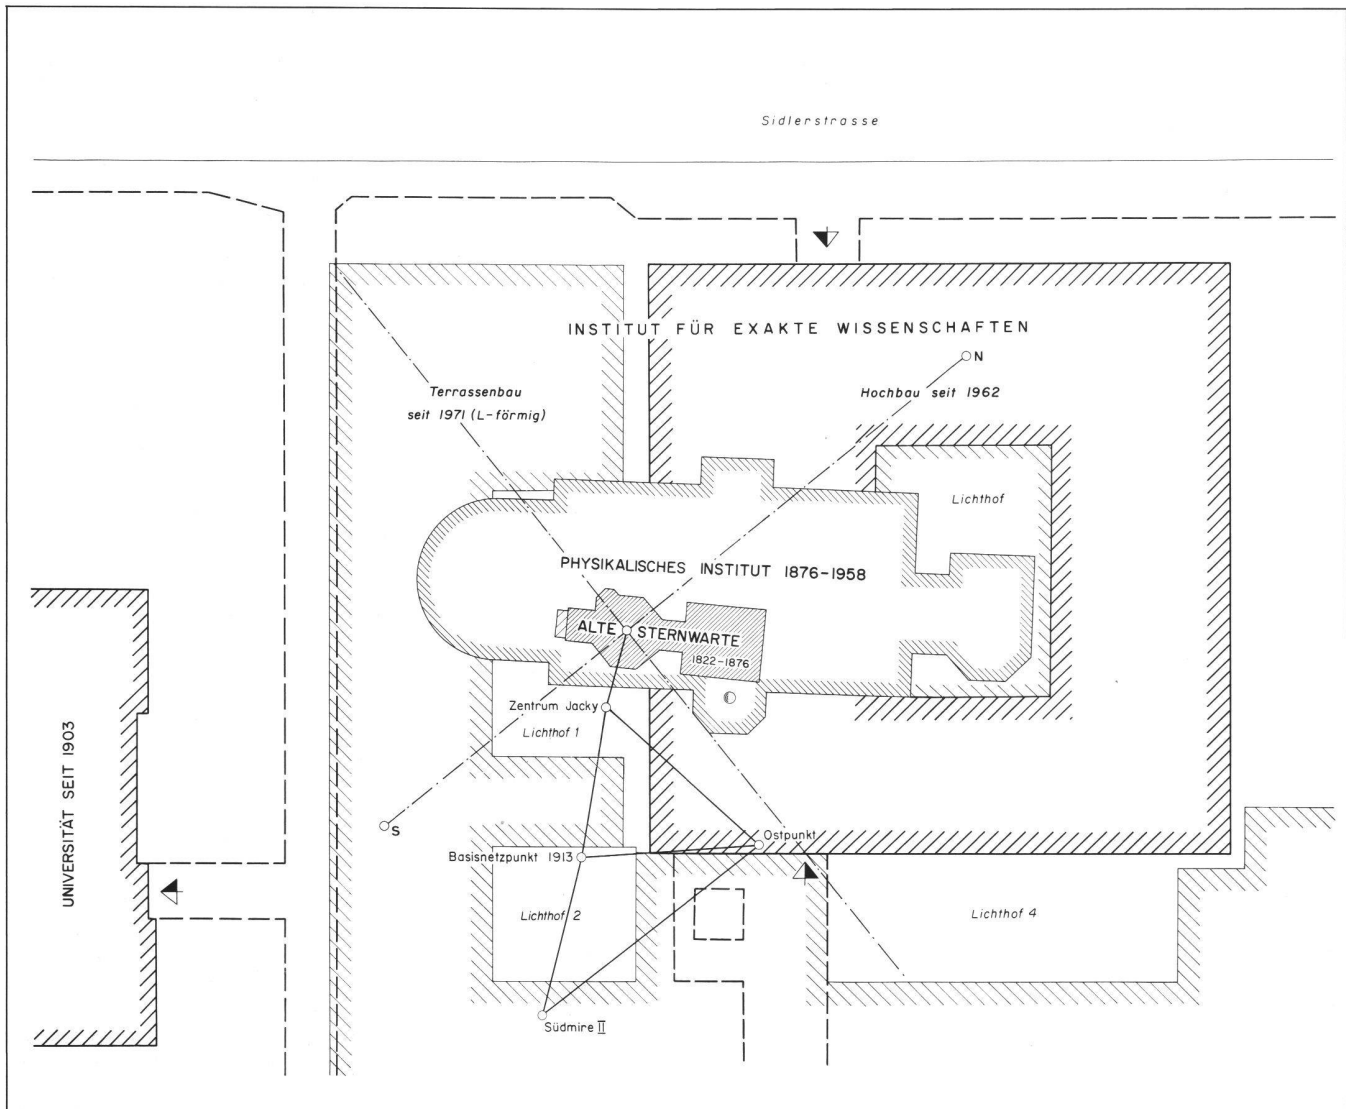 Sidlerstrasse
INSTITUT FÜR EXAKTE WISSENSCHAFTEN
N
Terrassenbau
seit 1971 (L-förmig)
Hochbau seit 1962
Lichthof
PHYSIKALISCHES INSTITUT 1876-1958
ALTE STERNWARTE
1822-1876
Zentrum Jacky
Lichthof 1
UNIVERSITÄT SEIT 1903
S
Ostpunkt
Basisnetzpunkt 1913
Lichthof 2
Lichthof 4
Südmire II